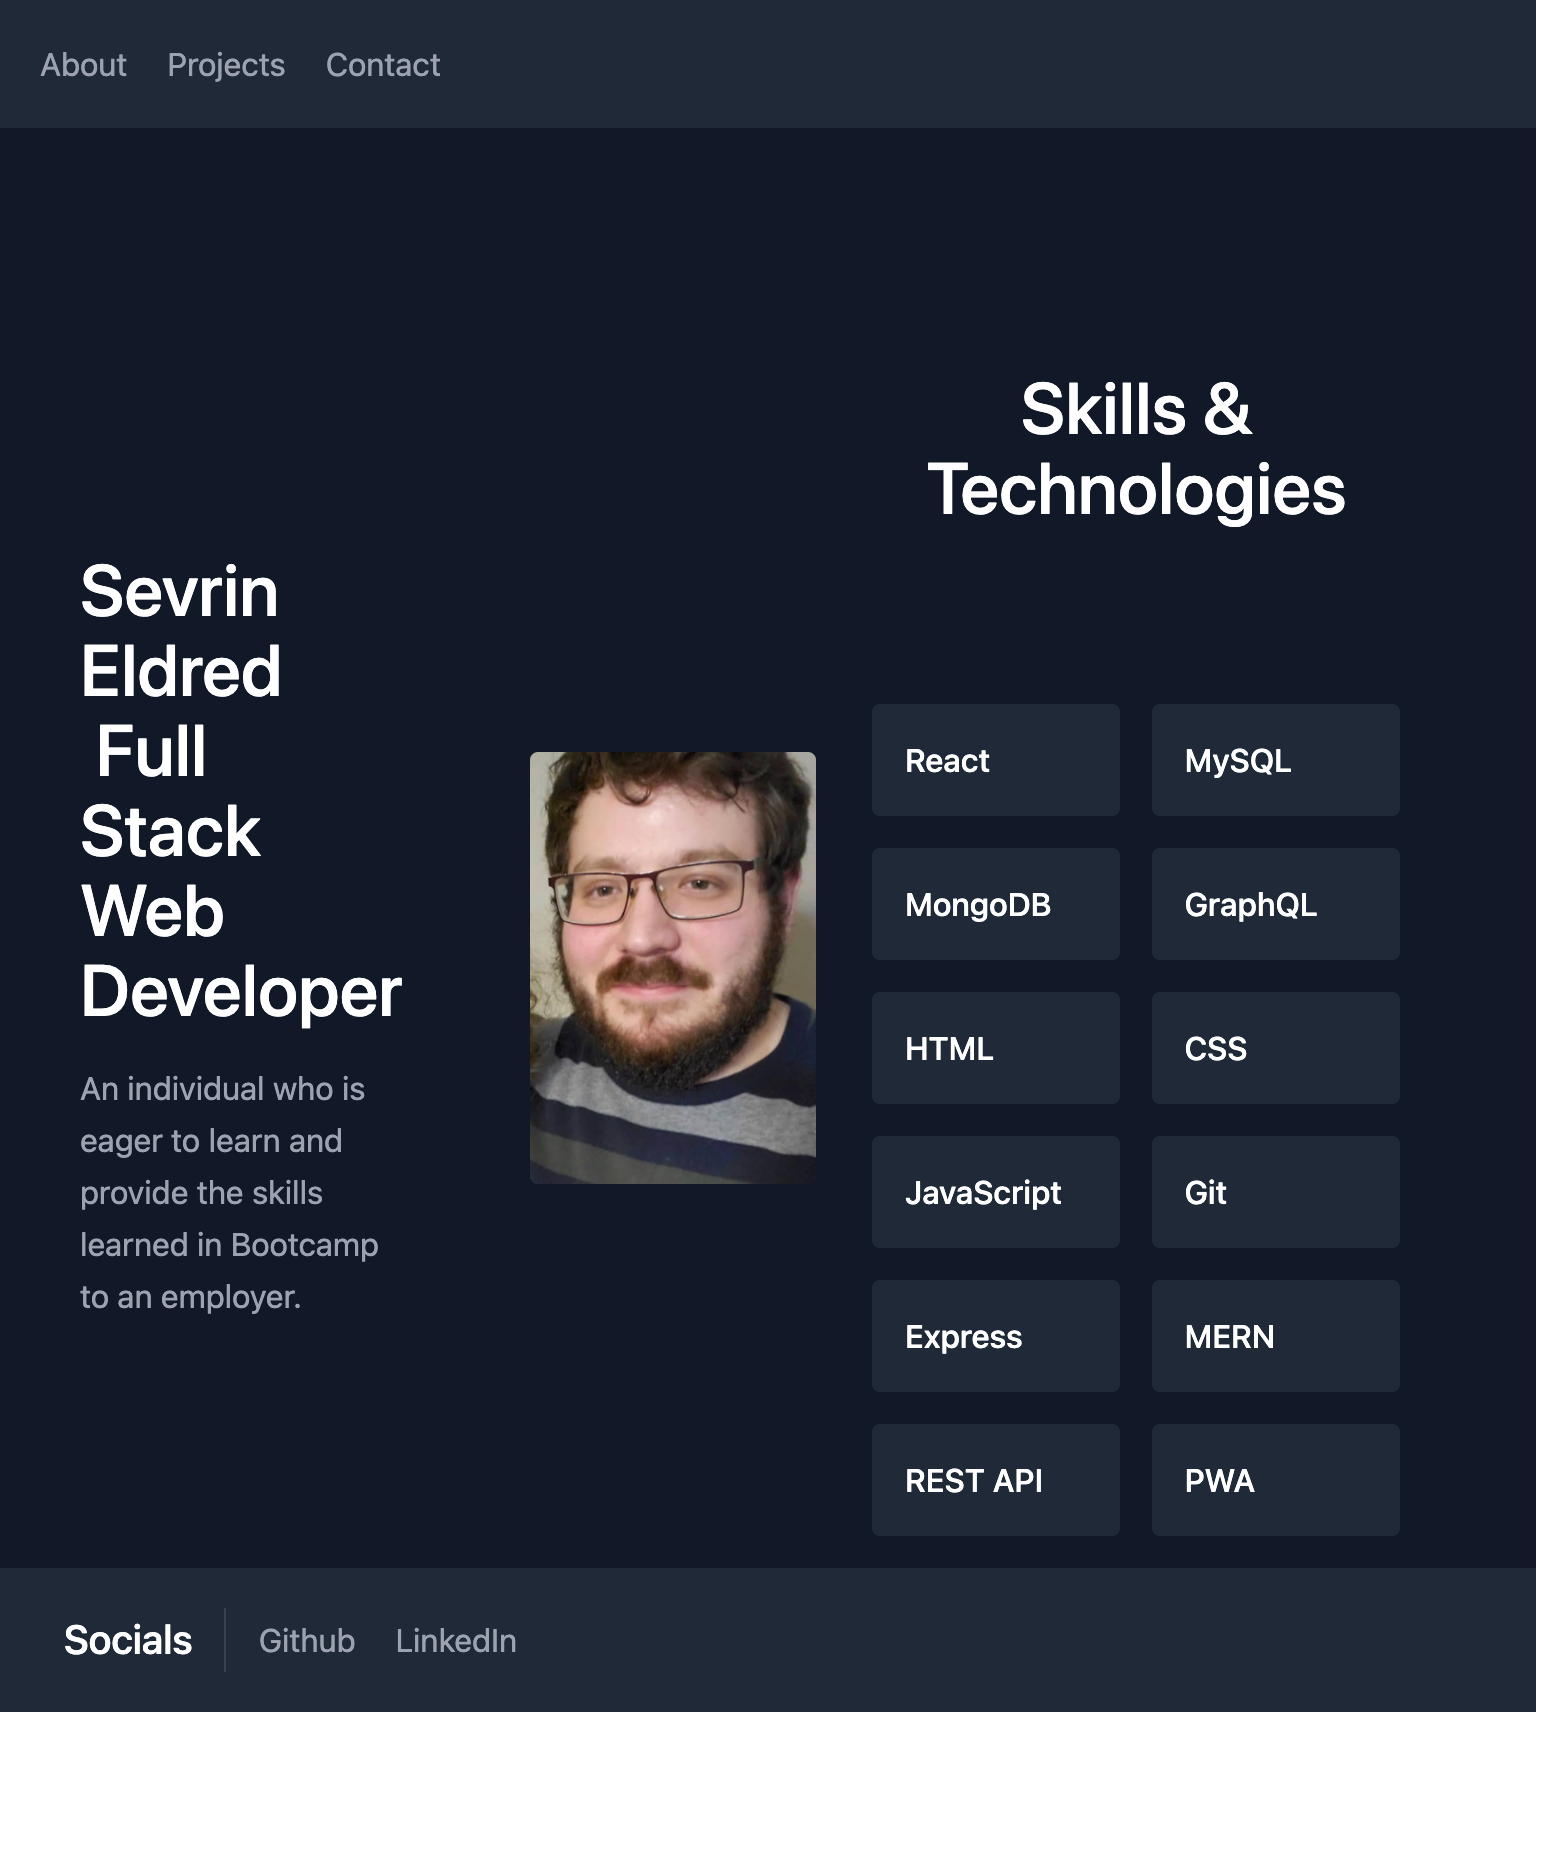 About Projects Contact
Sevrin
Eldred
Full
Stack
Web
Developer
An individual who is
eager to learn and
provide the skills
learned in Bootcamp
to an employer.
Skills &
Technologies
React MySQL
MongoDB GraphQL
HTML CSS
JavaScript Git
Express MERN
REST API PWA
Socials Github LinkedIn